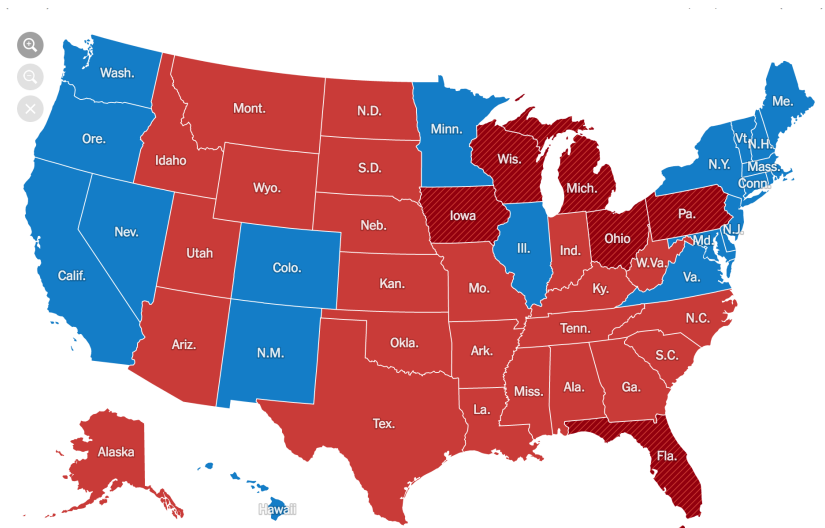 Wash.
Ore.
Idaho
Mont.
N.D.
Minn.
Wis.
Mich.
Me.
Vt.
N.H.
N.Y.
Mass.
Conn.
S.D.
Wyo.
Neb.
Iowa
Ill.
Ind.
Ohio
Pa.
N.J.
Md.
W.Va.
Va.
Calif.
Nev.
Utah
Colo.
Kan.
Mo.
Ky.
Ariz.
N.M.
Okla.
Ark.
Tenn.
N.C.
S.C.
Tex.
La.
Miss.
Ala.
Ga.
Fla.
Alaska
Hawaii